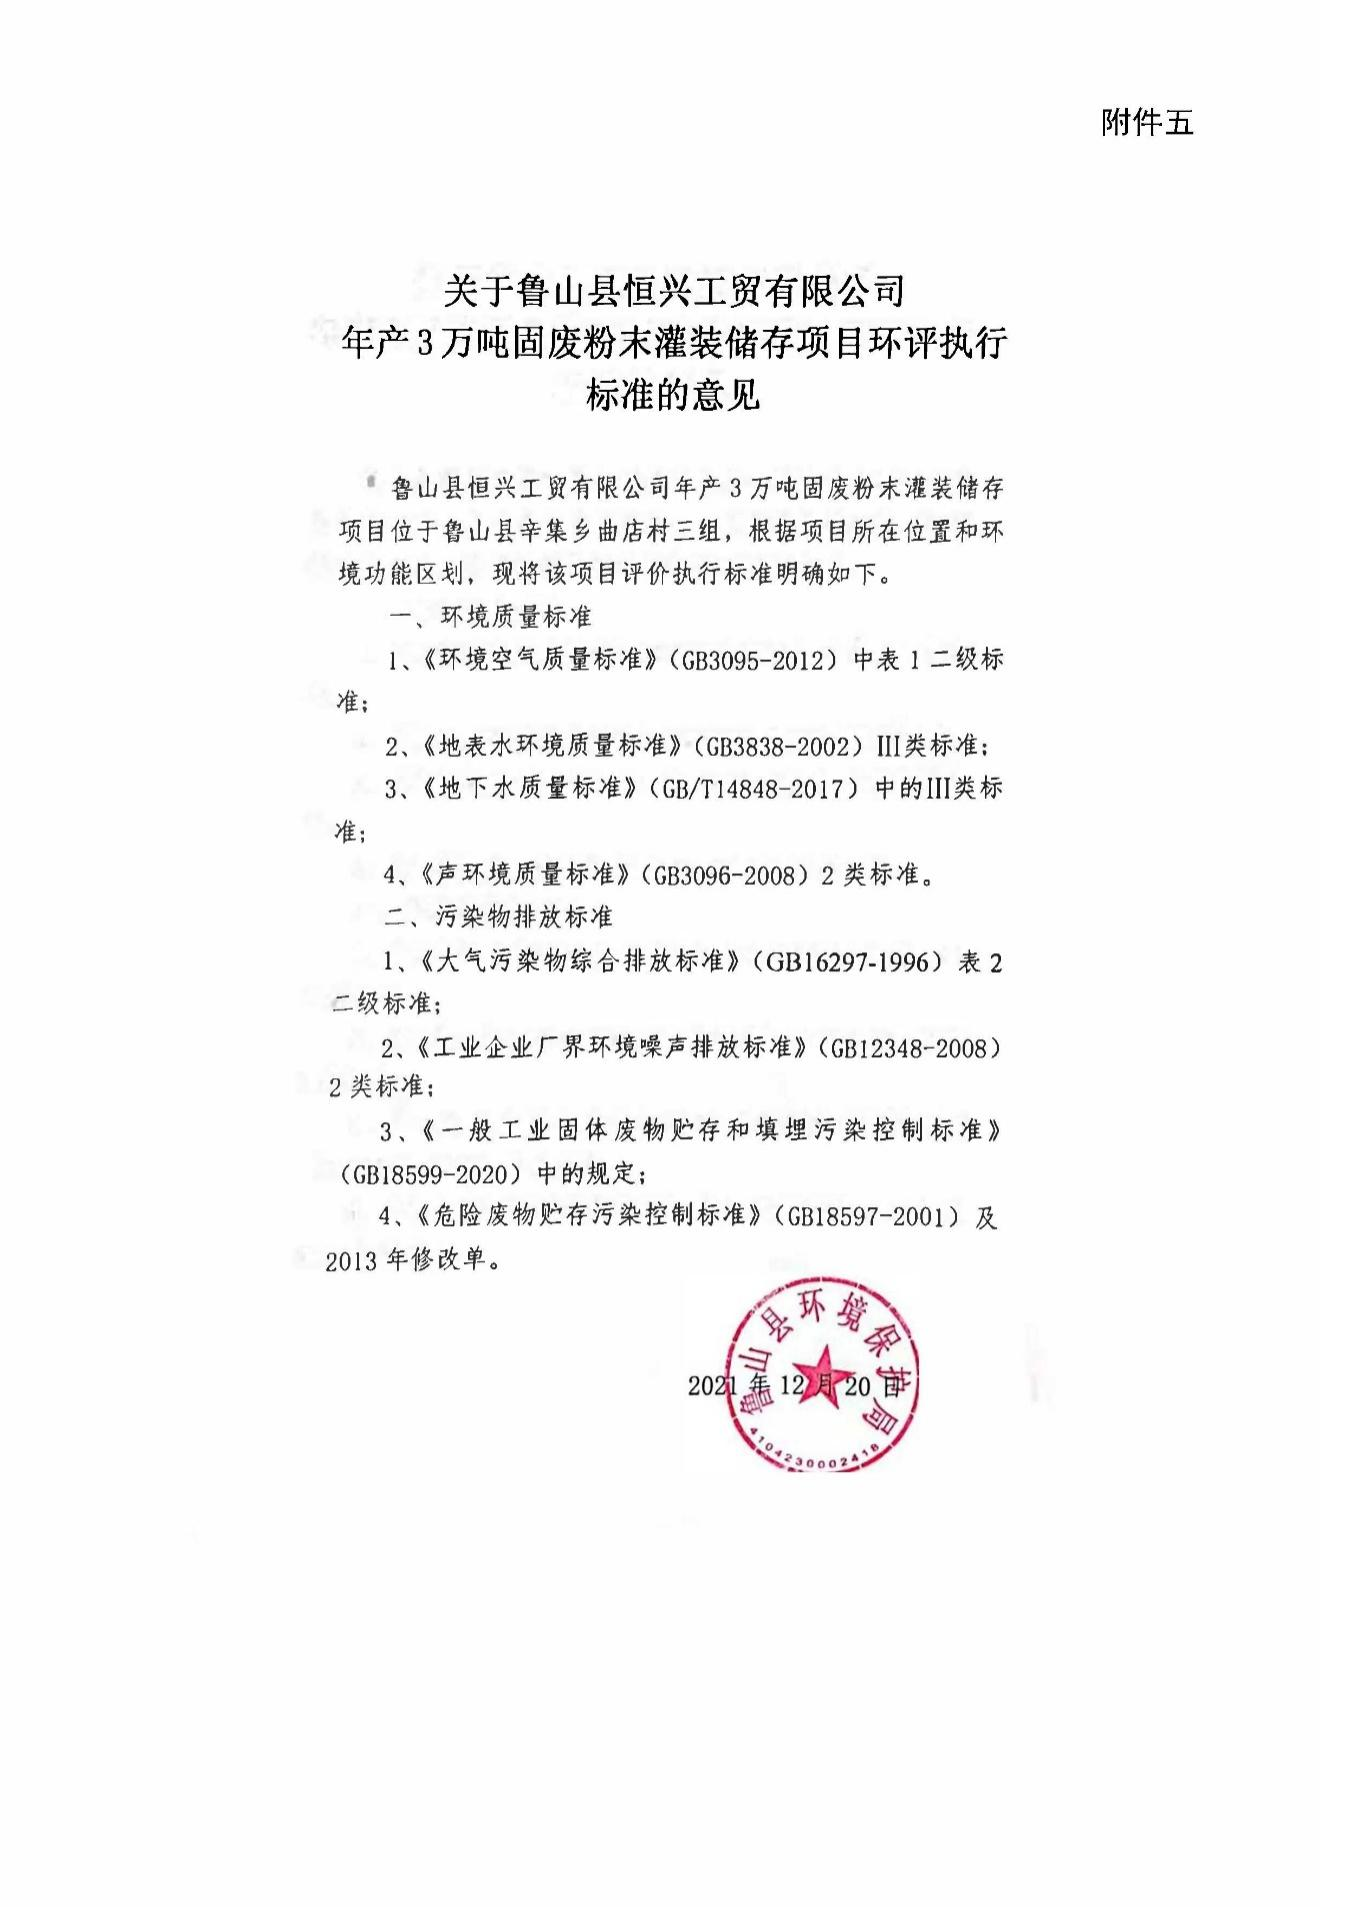 附件五
关于鲁山县恒兴工贸有限公司
年产3万吨固废粉末灌装储存项目环评执行
标准的意见
鲁山县恒兴工贸有限公司年产3万吨固废粉末灌装储存
项目位于鲁山县辛集乡曲店村三组，根据项目所在位置和环
境功能区划，现将该项目评价执行标准明确如下。
一、环境质量标准
1、《环境空气质量标准》（GB3095-2012）中表1二级标
准；
2、《地表水环境质量标准》（GB3838-2002）III类标准；
3、《地下水质量标准》（GB/T14848-2017）中的III类标
准；
4、《声环境质量标准》（GB3096-2008）2类标准。
二、污染物排放标准
1、《大气污染物综合排放标准》（GB16297-1996）表2
二级标准；
2、《工业企业厂界环境噪声排放标准》（GB12348-2008）
2类标准；
3、《一般工业固体废物贮存和填埋污染控制标准》
（GB18599-2020）中的规定；
4、《危险废物贮存污染控制标准》（GB18597-2001）及
2013年修改单。
鲁山县环境保护局
2021年12月20日
4104230002418